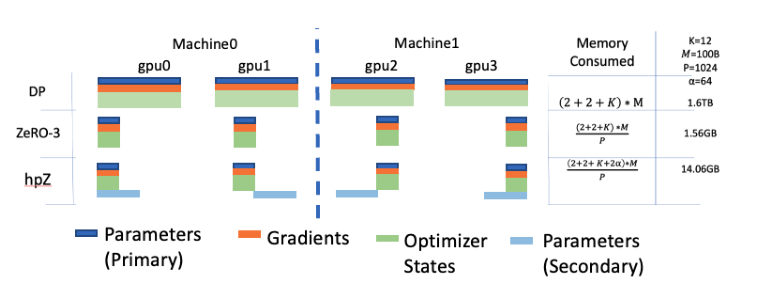 Machine0
Machine1
Memory
Consumed
K=12
M=100B
P=1024
α=64
gpu0
gpu1
gpu2
gpu3
DP
(2 + 2 + K) * M
1.6TB
ZeRO-3
(2+2+K) *M
P
1.56GB
hpZ
(2+2+ K+2α)*M
P
14.06GB
Parameters
(Primary)
Gradients
Optimizer
States
Parameters
(Secondary)